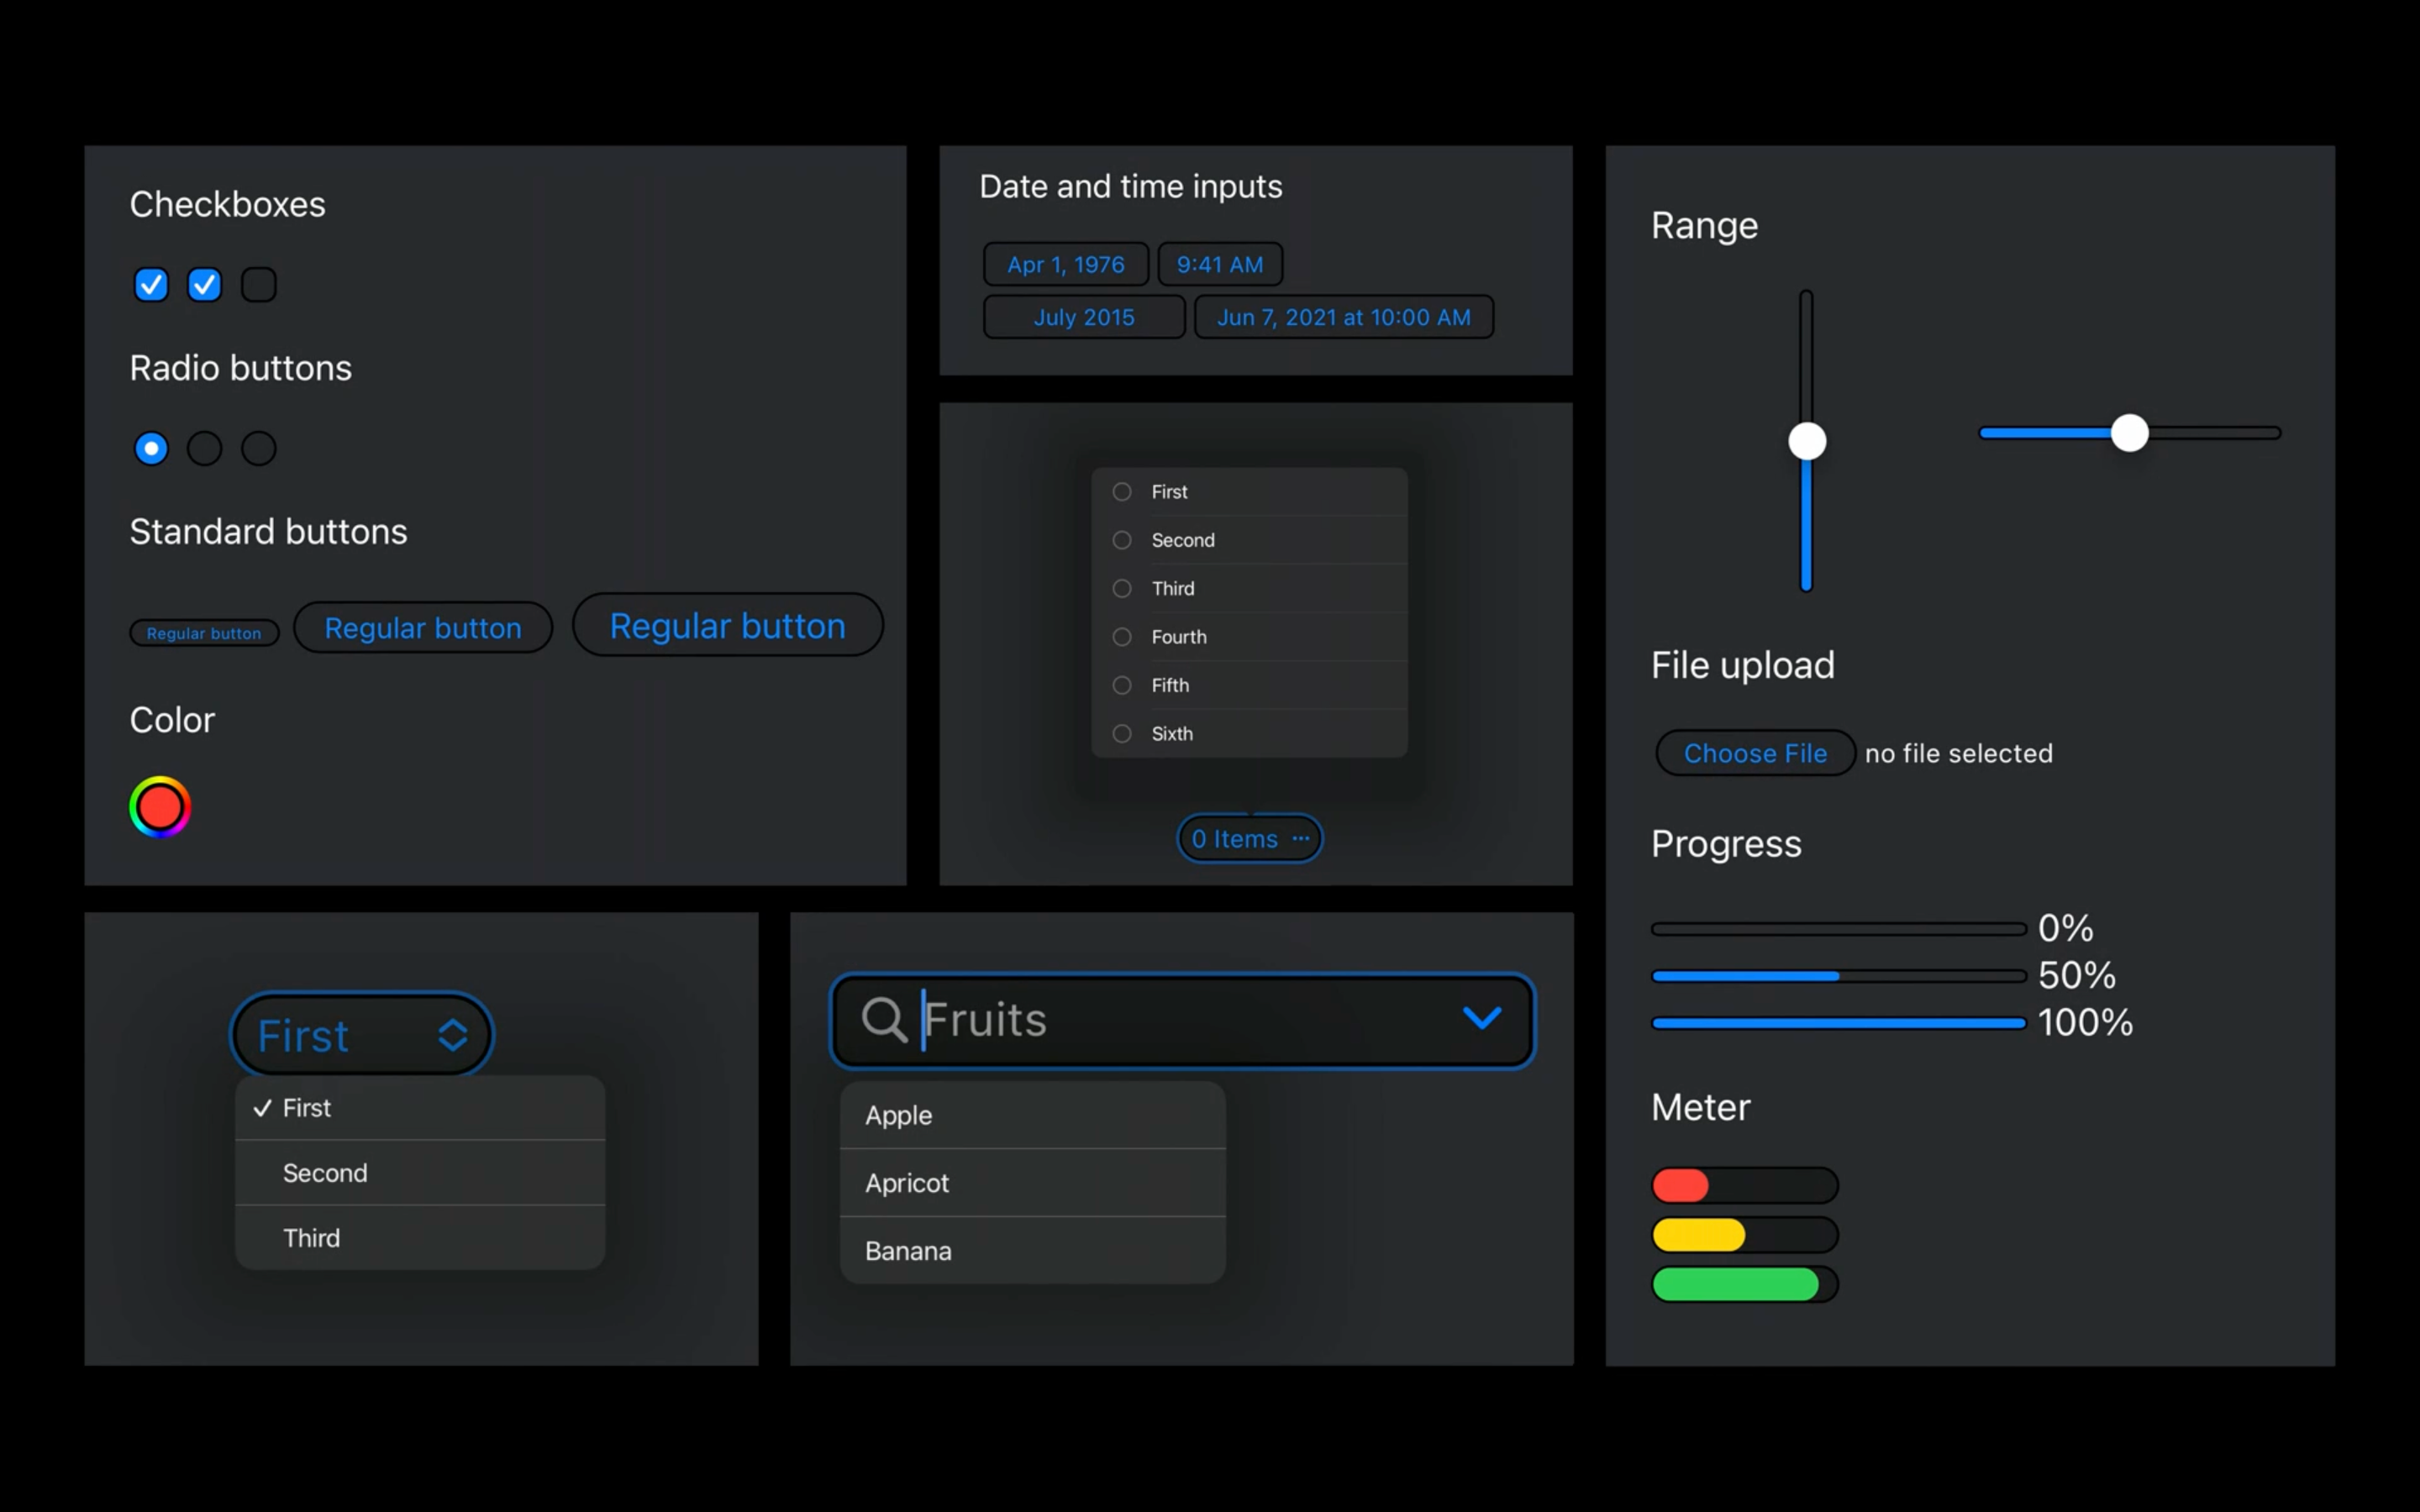 Checkboxes
Radio buttons
Standard buttons
Regular button Regular button Regular button
Color
Date and time inputs
Apr 1, 1976 9:41 AM
July 2015 Jun 7, 2021 at 10:00 AM
First
Second
Third
Fourth
Fifth
Sixth
0 Items ···
Range
File upload
Choose File no file selected
Progress
0%
50%
100%
Meter
First
First
Second
Third
Fruits
Apple
Apricot
Banana